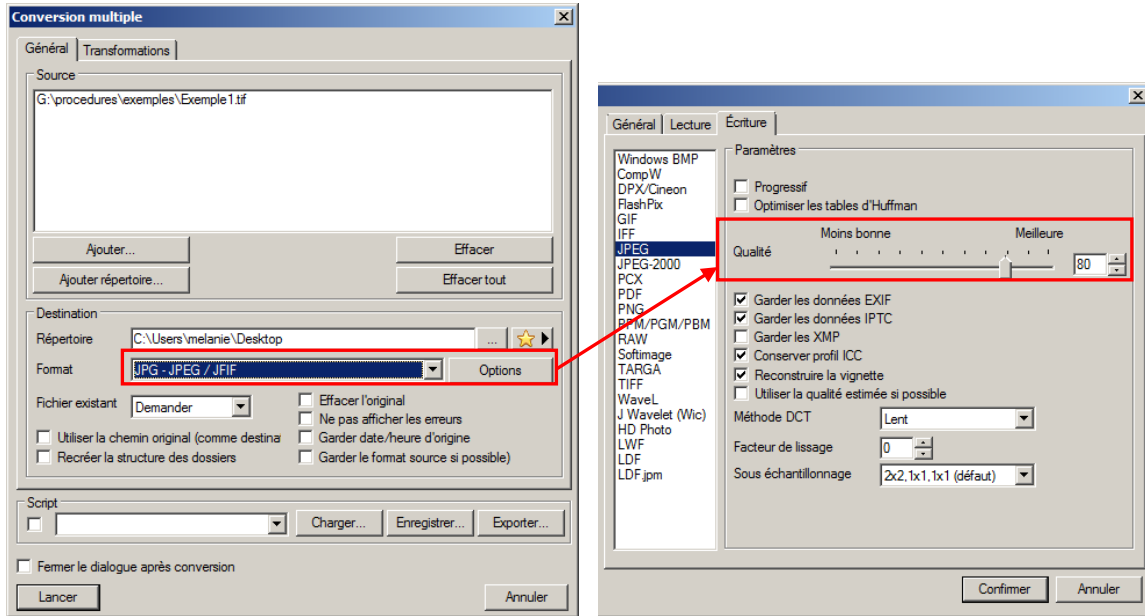 Conversion multiple
Général Transformations
Source
G:\procedures\exemples\Exemple1.tif
Ajouter... Effacer
Ajouter répertoire... Effacer tout
Destination
Répertoire C:\Users\melanie\Desktop ...
Format JPG - JPEG / JFIF Options
Fichier existant Demander
Effacer l'original
Ne pas afficher les erreurs
Utiliser la chemin original (comme destinat Garder date/heure d'origine
Recréer la structure des dossiers Garder le format source si possible)
Script
Charger... Enregistrer... Exporter...
Fermer le dialogue après conversion
Lancer Annuler
Général Lecture Écriture
Windows BMP
CompW
DPX/Cineon
FlashPix
GIF
IFF
JPEG
JPEG-2000
PCX
PDF
PNG
PPM/PGM/PBM
RAW
Softimage
TARGA
TIFF
WaveL
J Wavelet (Wic)
HD Photo
LWF
LDF
LDF.jpm
Paramètres
Progressif
Optimiser les tables d'Huffman
Moins bonne Meilleure
Qualité 80
Garder les données EXIF
Garder les données IPTC
Garder les XMP
Conserver profil ICC
Reconstruire la vignette
Utiliser la qualité estimée si possible
Méthode DCT Lent
Facteur de lissage 0
Sous échantillonnage 2x2,1x1,1x1 (défaut)
Confirmer Annuler